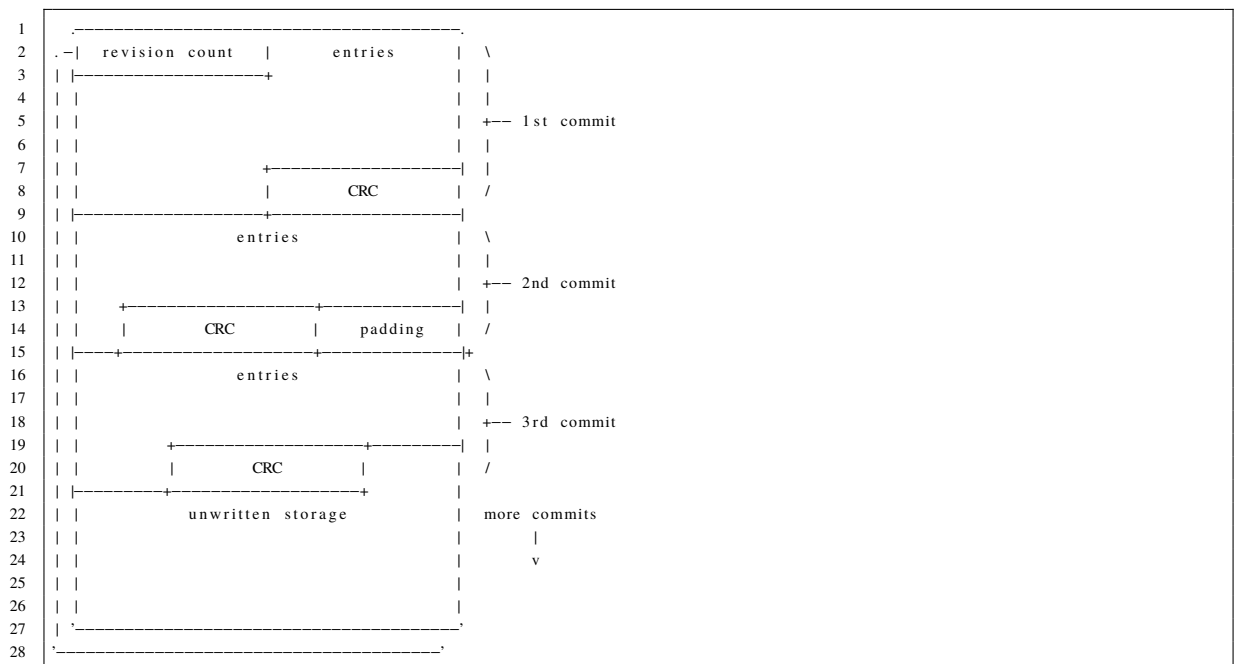 1 .---------------------------------------.
2 .-| revision count | entries | \
3 | |-------------------+ | |
4 | | | |
5 | | | +-- 1st commit
6 | | | |
7 | | +-------------------| |
8 | | | CRC | /
9 | |-------------------+-------------------|
10 | | entries | \
11 | | | |
12 | | | +-- 2nd commit
13 | | +-------------------+--------------| |
14 | | | CRC | padding | /
15 | |----+-------------------+--------------|+
16 | | entries | \
17 | | | |
18 | | | +-- 3rd commit
19 | | +-------------------+---------| |
20 | | | CRC | | /
21 | |---------+-------------------+ |
22 | | unwritten storage | more commits
23 | | | |
24 | | | v
25 | | |
26 | | |
27 | '---------------------------------------'
28 '---------------------------------------'